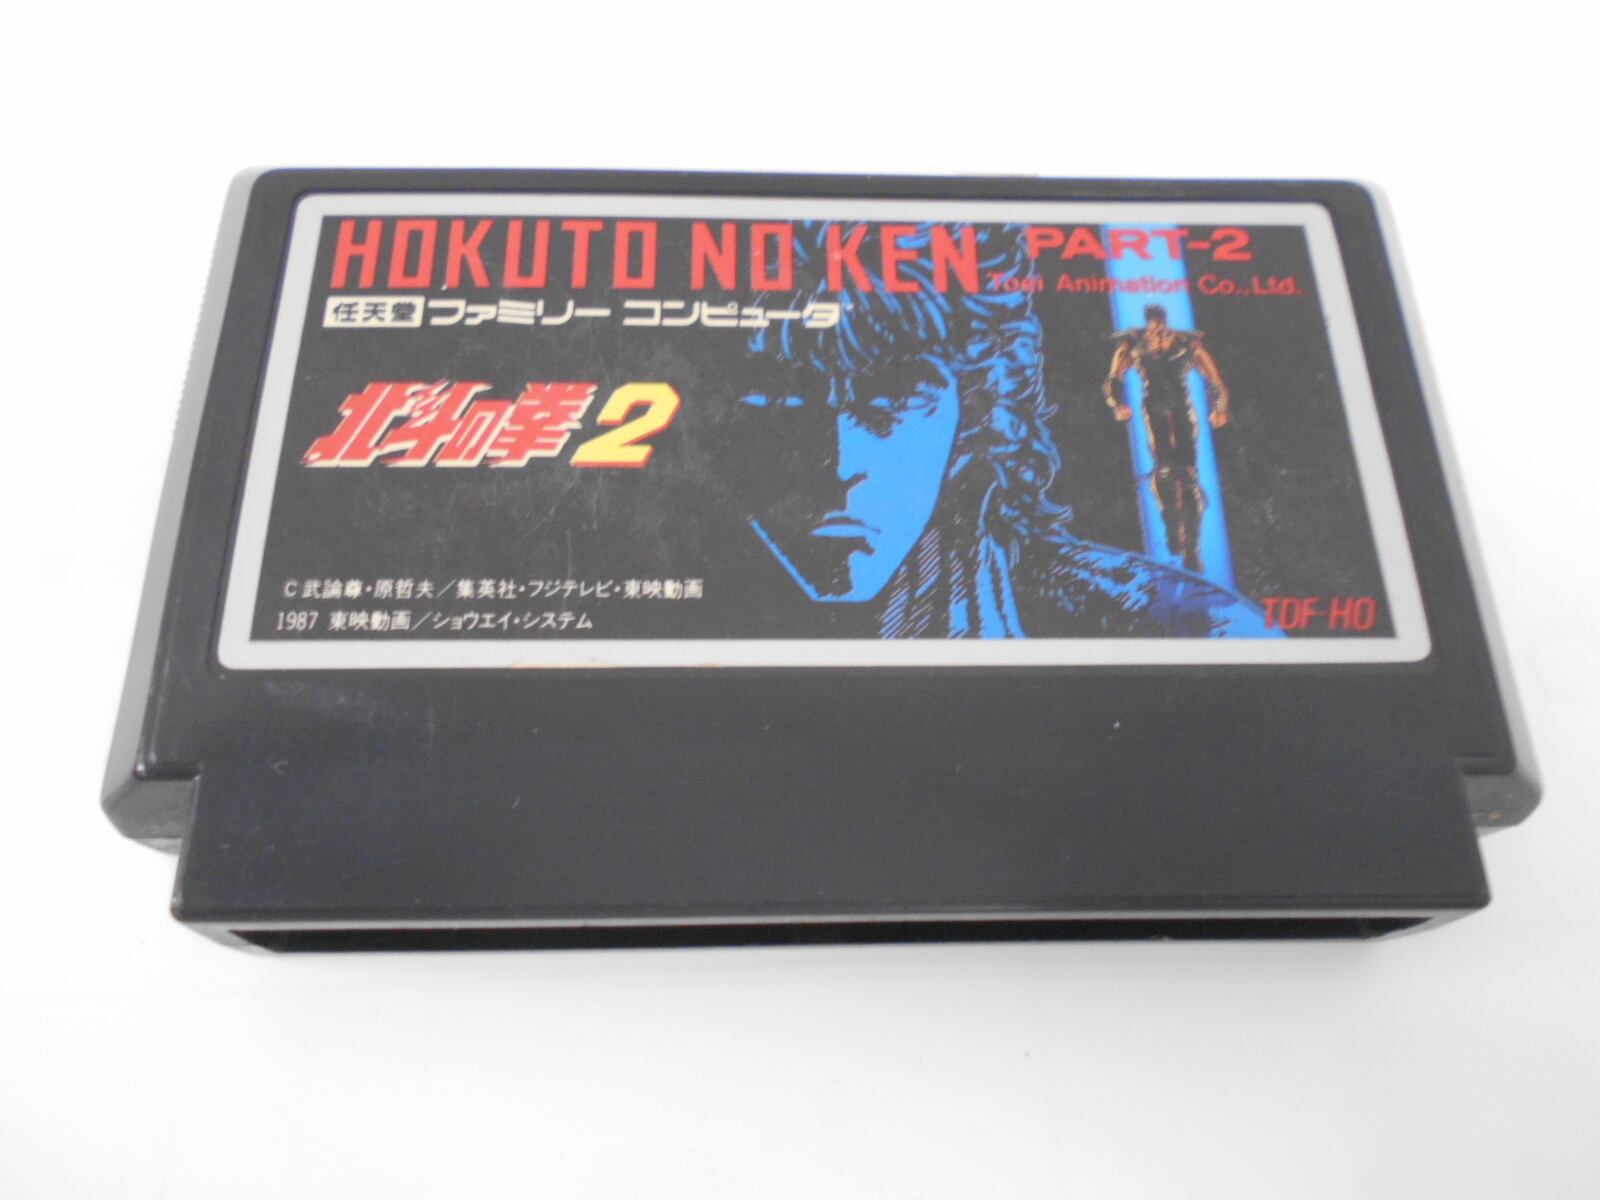 HOKUTO NO KEN PART-2
Toei Animation Co.,Ltd.
任天堂 ファミリー コンピュータ
北斗の拳2
C 武論尊・原哲夫／集英社・フジテレビ・東映動画
1987 東映動画／ショウエイ・システム
TDF-HO